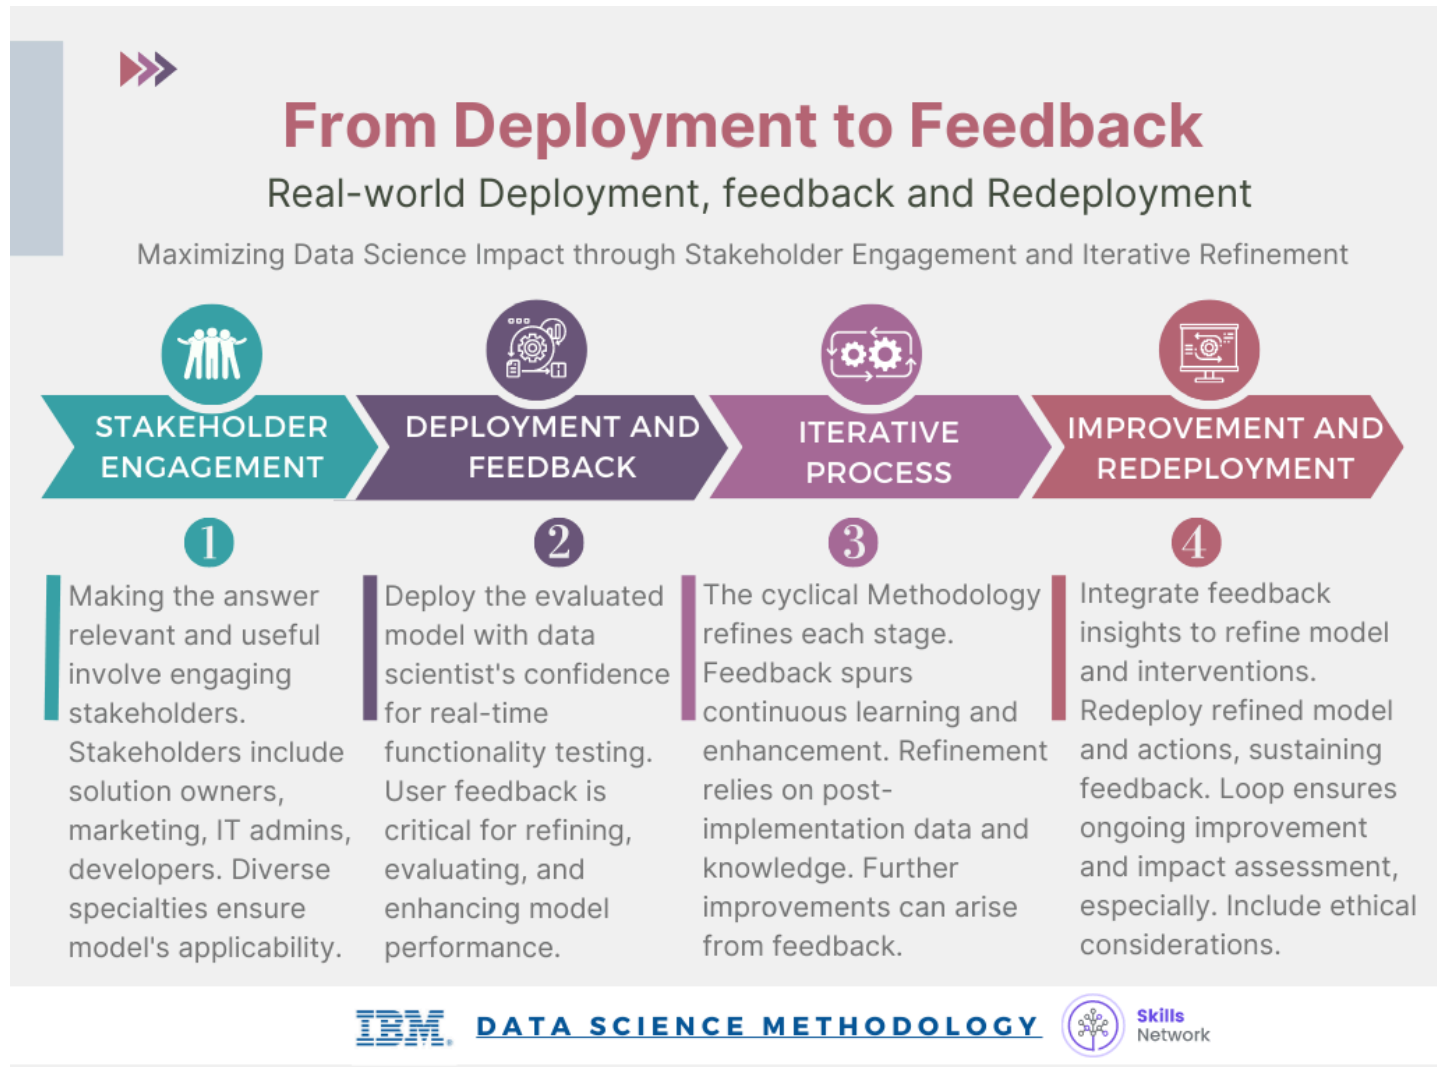 From Deployment to Feedback
Real-world Deployment, feedback and Redeployment
Maximizing Data Science Impact through Stakeholder Engagement and Iterative Refinement
STAKEHOLDER
ENGAGEMENT
1
Making the answer
relevant and useful
involve engaging
stakeholders.
Stakeholders include
solution owners,
marketing, IT admins,
developers. Diverse
specialties ensure
model's applicability.
DEPLOYMENT AND
FEEDBACK
2
Deploy the evaluated
model with data
scientist's confidence
for real-time
functionality testing.
User feedback is
critical for refining,
evaluating, and
enhancing model
performance.
ITERATIVE
PROCESS
3
The cyclical Methodology
refines each stage.
Feedback spurs
continuous learning and
enhancement. Refinement
relies on post-
implementation data and
knowledge. Further
improvements can arise
from feedback.
IMPROVEMENT AND
REDEPLOYMENT
4
Integrate feedback
insights to refine model
and interventions.
Redeploy refined model
and actions, sustaining
feedback. Loop ensures
ongoing improvement
and impact assessment,
especially. Include ethical
considerations.
IBM®
DATA SCIENCE METHODOLOGY
Skills
Network